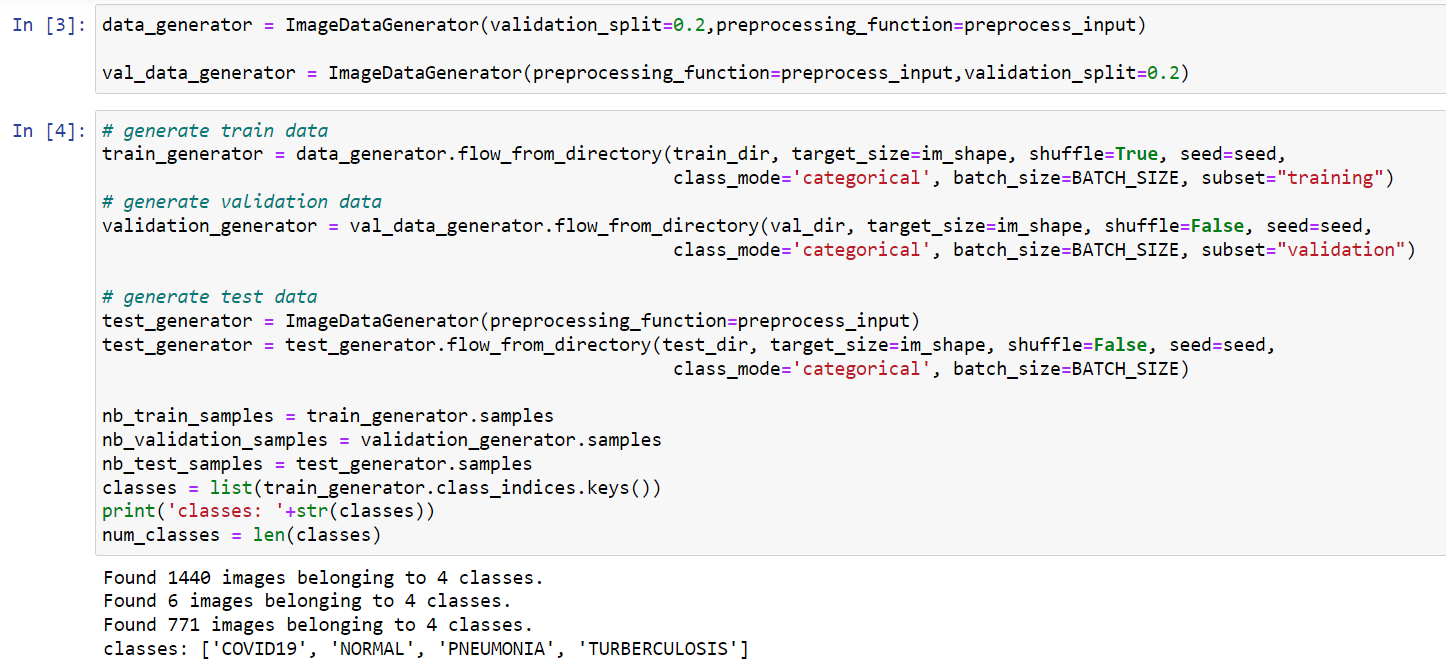 In [3]: data_generator = ImageDataGenerator(validation_split=0.2,preprocessing_function=preprocess_input)
val_data_generator = ImageDataGenerator(preprocessing_function=preprocess_input,validation_split=0.2)
In [4]: # generate train data
train_generator = data_generator.flow_from_directory(train_dir, target_size=im_shape, shuffle=True, seed=seed,
class_mode='categorical', batch_size=BATCH_SIZE, subset="training")
# generate validation data
validation_generator = val_data_generator.flow_from_directory(val_dir, target_size=im_shape, shuffle=False, seed=seed,
class_mode='categorical', batch_size=BATCH_SIZE, subset="validation")
# generate test data
test_generator = ImageDataGenerator(preprocessing_function=preprocess_input)
test_generator = test_generator.flow_from_directory(test_dir, target_size=im_shape, shuffle=False, seed=seed,
class_mode='categorical', batch_size=BATCH_SIZE)
nb_train_samples = train_generator.samples
nb_validation_samples = validation_generator.samples
nb_test_samples = test_generator.samples
classes = list(train_generator.class_indices.keys())
print('classes: '+str(classes))
num_classes = len(classes)
Found 1440 images belonging to 4 classes.
Found 6 images belonging to 4 classes.
Found 771 images belonging to 4 classes.
classes: ['COVID19', 'NORMAL', 'PNEUMONIA', 'TURBERCULOSIS']